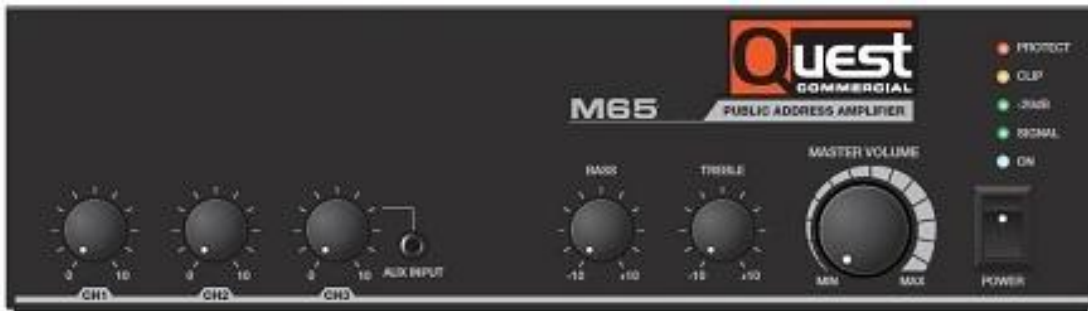 Quest
COMMERCIAL
M65
PUBLIC ADDRESS AMPLIFIER
PROTECT
CLIP
-20dB
SIGNAL
ON
BASS
TREBLE
MASTER VOLUME
AUX INPUT
0 10
0 10
0 10
-10 +10
-10 +10
MIN MAX
POWER
CH1
CH2
CH3